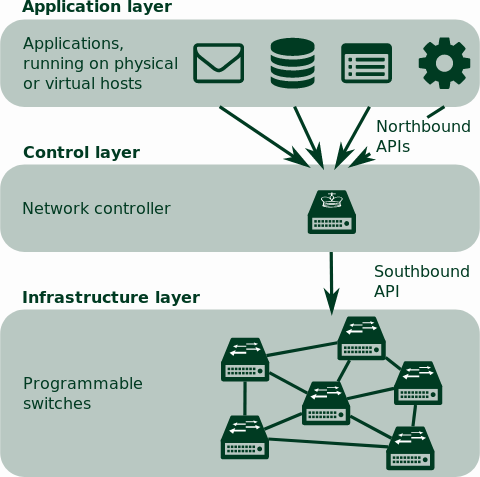 Application layer
Applications,
running on physical
or virtual hosts
Northbound
APIs
Control layer
Network controller
Southbound
API
Infrastructure layer
Programmable
switches